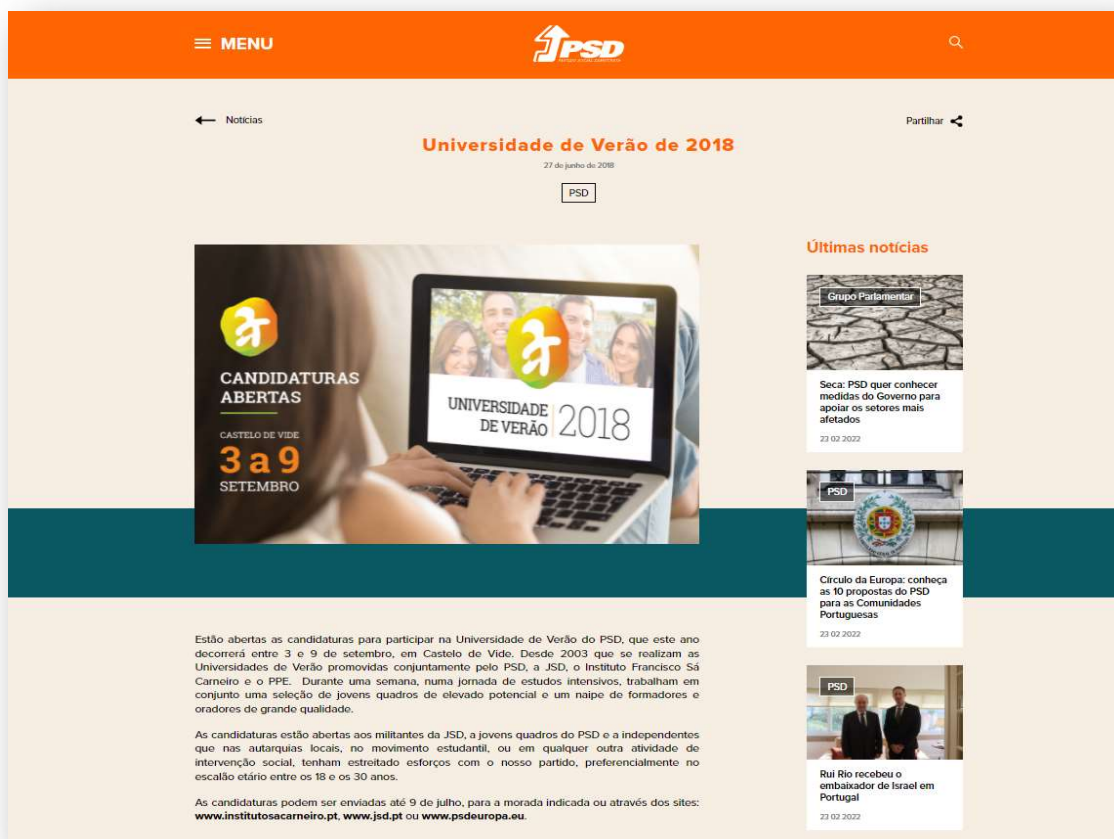 MENU
PSD
Notícias
Partilhar
Universidade de Verão de 2018
27 de junho de 2018
PSD
CANDIDATURAS
ABERTAS
CASTELO DE VIDE
3 a 9
SETEMBRO
UNIVERSIDADE
DE VERÃO
2018
Estão abertas as candidaturas para participar na Universidade de Verão do PSD, que este ano
decorrerá entre 3 e 9 de setembro, em Castelo de Vide. Desde 2003 que se realizam as
Universidades de Verão promovidas conjuntamente pelo PSD, a JSD, o Instituto Francisco Sá
Carneiro e o PPE. Durante uma semana, numa jornada de estudos intensivos, trabalham em
conjunto uma seleção de jovens quadros de elevado potencial e um naipe de formadores e
oradores de grande qualidade.
As candidaturas estão abertas aos militantes da JSD, a jovens quadros do PSD e a independentes
que nas autarquias locais, no movimento estudantil, ou em qualquer outra atividade de
intervenção social, tenham estreitado esforços com o nosso partido, preferencialmente no
escalão etário entre os 18 e os 30 anos.
As candidaturas podem ser enviadas até 9 de julho, para a morada indicada ou através dos sites:
www.institutosacarneiro.pt, www.jsd.pt ou www.psdeuropa.eu.
Últimas notícias
Grupo Parlamentar
Seca: PSD quer conhecer
medidas do Governo para
apoiar os setores mais
afetados
23 02 2022
PSD
Círculo da Europa: conheça
as 10 propostas do PSD
para as Comunidades
Portuguesas
23 02 2022
PSD
Rui Rio recebeu o
embaixador de Israel em
Portugal
23 02 2022